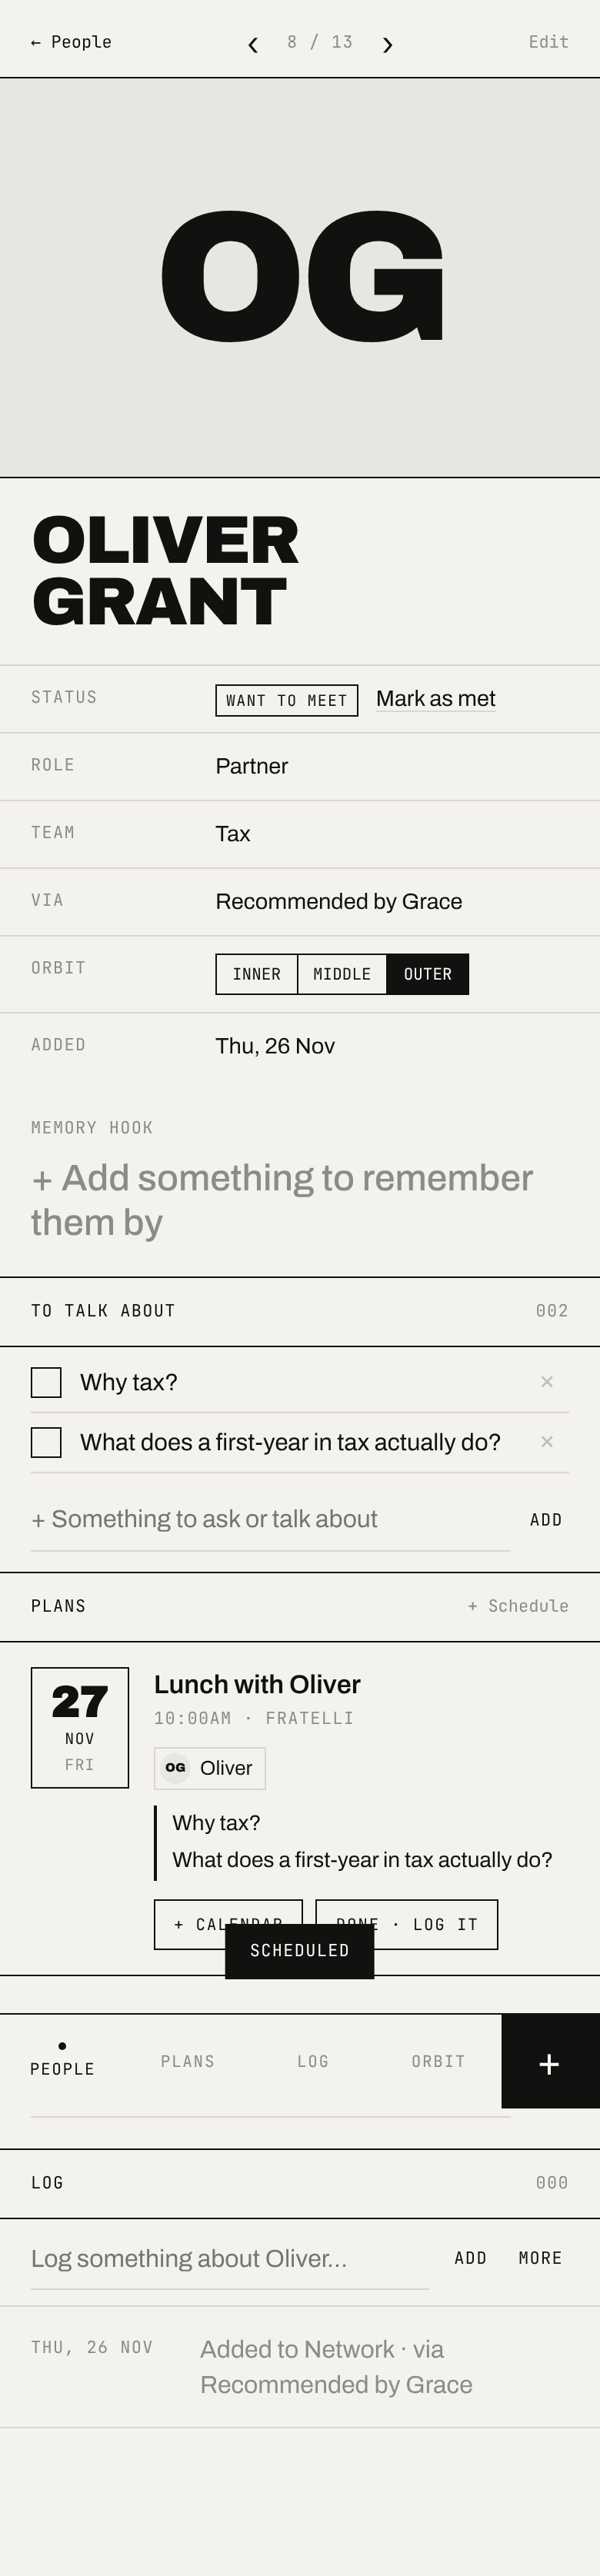 ← People ‹ 8 / 13 › Edit
OG
OLIVER
GRANT
STATUS WANT TO MEET Mark as met
ROLE Partner
TEAM Tax
VIA Recommended by Grace
ORBIT INNER MIDDLE OUTER
ADDED Thu, 26 Nov
MEMORY HOOK
+ Add something to remember
them by
TO TALK ABOUT 002
Why tax? ×
What does a first-year in tax actually do? ×
+ Something to ask or talk about ADD
PLANS + Schedule
27
NOV
FRI
Lunch with Oliver
10:00AM · FRATELLI
OG Oliver
Why tax?
What does a first-year in tax actually do?
+ CALENDAR DONE · LOG IT
SCHEDULED
PEOPLE PLANS LOG ORBIT +
LOG 000
Log something about Oliver... ADD MORE
THU, 26 NOV Added to Network · via
Recommended by Grace